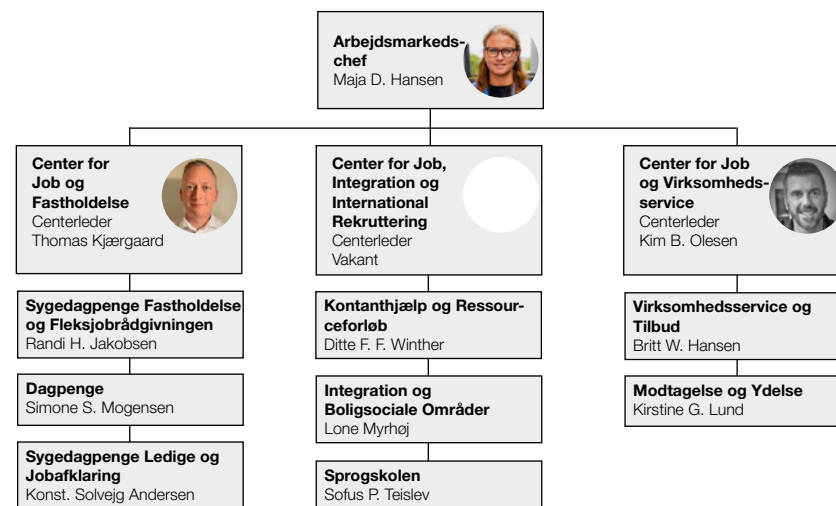 Arbejdsmarkeds-
chef
Maja D. Hansen
Center for
Job og
Fastholdelse
Centerleder
Thomas Kjærgaard
Sygedagpenge Fastholdelse
og Fleksjobrådgivningen
Randi H. Jakobsen
Dagpenge
Simone S. Mogensen
Sygedagpenge Ledige og
Jobafklaring
Konst. Solvejg Andersen
Center for Job,
Integration og
International
Rekruttering
Centerleder
Vakant
Kontanthjælp og Ressour-
ceforløb
Ditte F. F. Winther
Integration og
Boligsociale Områder
Lone Myrhøj
Sprogskolen
Sofus P. Teislev
Center for Job
og Virksomheds-
service
Centerleder
Kim B. Olesen
Virksomhedsservice og
Tilbud
Britt W. Hansen
Modtagelse og Ydelse
Kirstine G. Lund